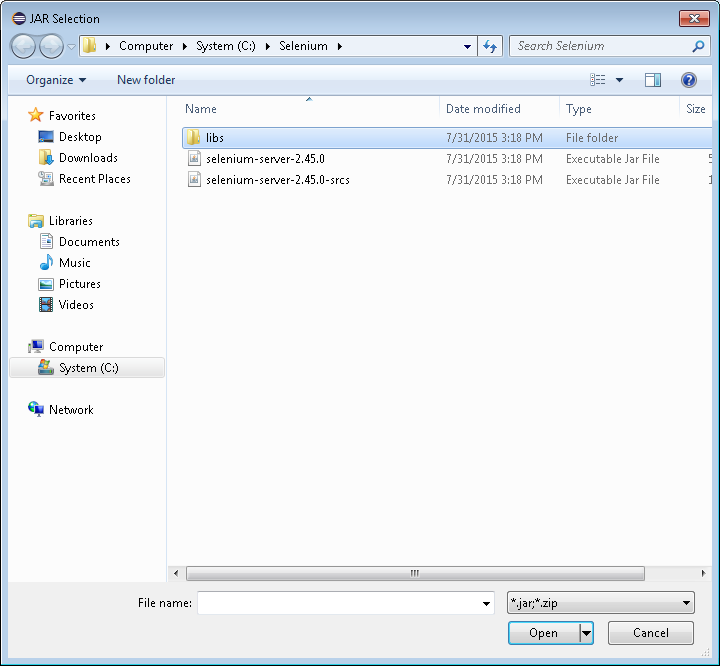 JAR Selection
Computer System (C:) Selenium Search Selenium
Organize New folder
Name Date modified Type Size
libs 7/31/2015 3:18 PM File folder
selenium-server-2.45.0 7/31/2015 3:18 PM Executable Jar File 5
selenium-server-2.45.0-srcs 7/31/2015 3:18 PM Executable Jar File 1
Favorites
Desktop
Downloads
Recent Places
Libraries
Documents
Music
Pictures
Videos
Computer
System (C:)
Network
File name: *.jar;*.zip
Open Cancel